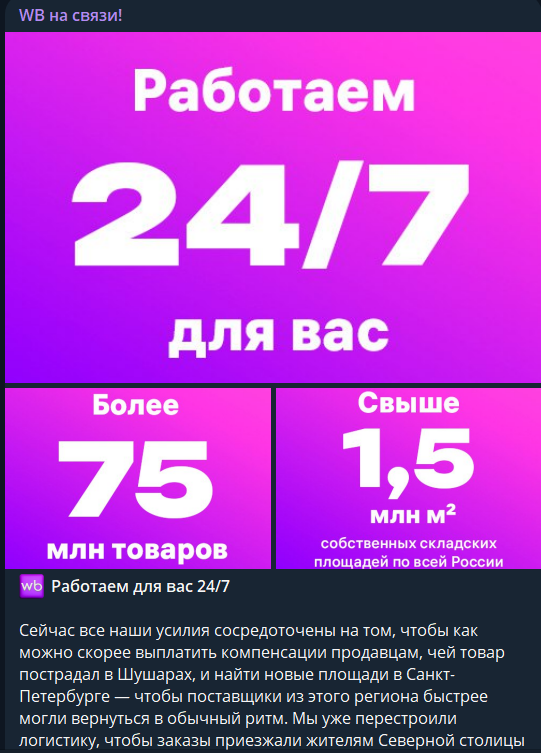 WB на связи!
Работаем
24/7
для вас
Более
75
млн товаров
Свыше
1,5
млн м²
собственных складских
площадей по всей России
wb Работаем для вас 24/7
Сейчас все наши усилия сосредоточены на том, чтобы как
можно скорее выплатить компенсации продавцам, чей товар
пострадал в Шушарах, и найти новые площади в Санкт-
Петербурге — чтобы поставщики из этого региона быстрее
могли вернуться в обычный ритм. Мы уже перестроили
логистику, чтобы заказы приезжали жителям Северной столицы